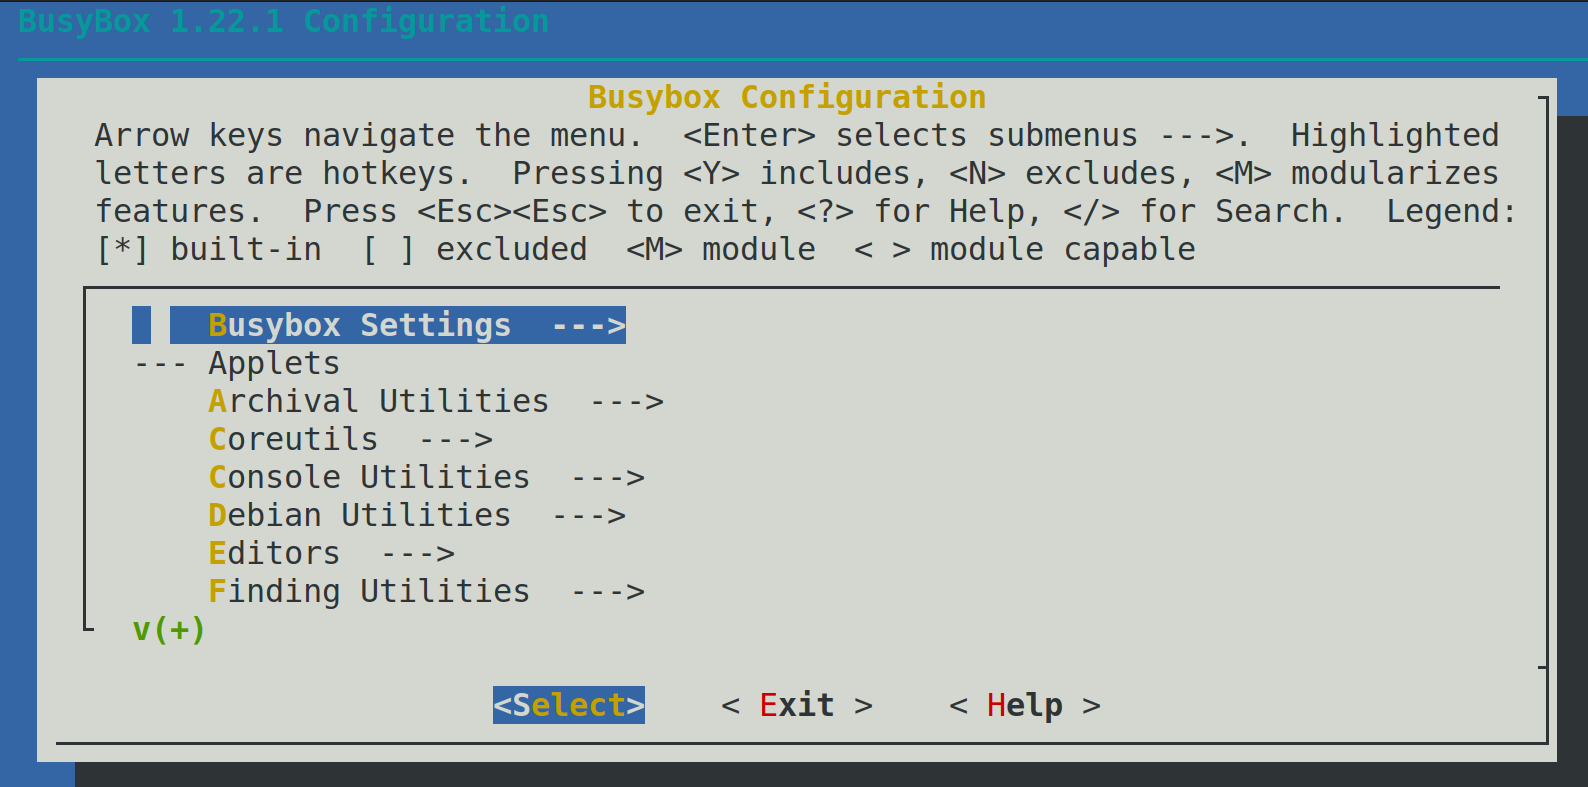 BusyBox 1.22.1 Configuration
Busybox Configuration
Arrow keys navigate the menu.  <Enter> selects submenus --->.  Highlighted
letters are hotkeys.  Pressing <Y> includes, <N> excludes, <M> modularizes
features.  Press <Esc><Esc> to exit, <?> for Help, </> for Search.  Legend:
[*] built-in  [ ] excluded  <M> module  < > module capable
Busybox Settings  --->
--- Applets
Archival Utilities  --->
Coreutils  --->
Console Utilities  --->
Debian Utilities  --->
Editors  --->
Finding Utilities  --->
v(+)
<Select>    < Exit >    < Help >